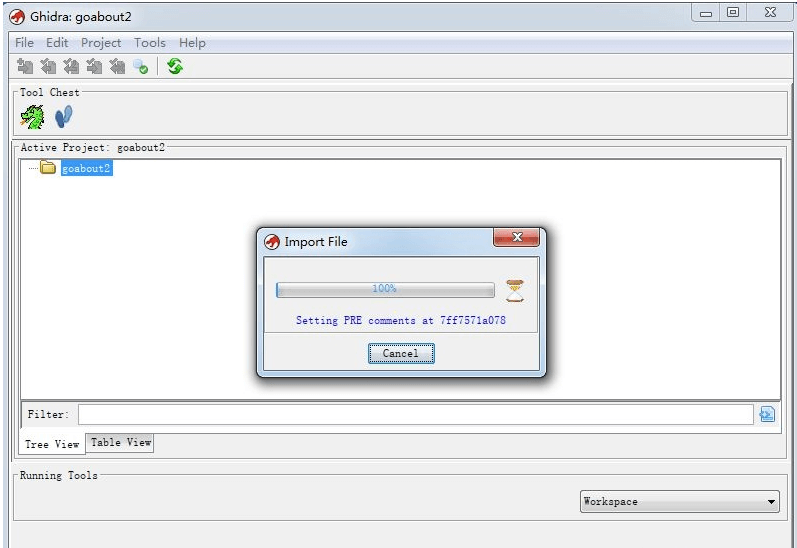 Ghidra: goabout2
File Edit Project Tools Help
Tool Chest
Active Project: goabout2
goabout2
Import File
100%
Setting PRE comments at 7ff7571a078
Cancel
Filter:
Tree View Table View
Running Tools
Workspace